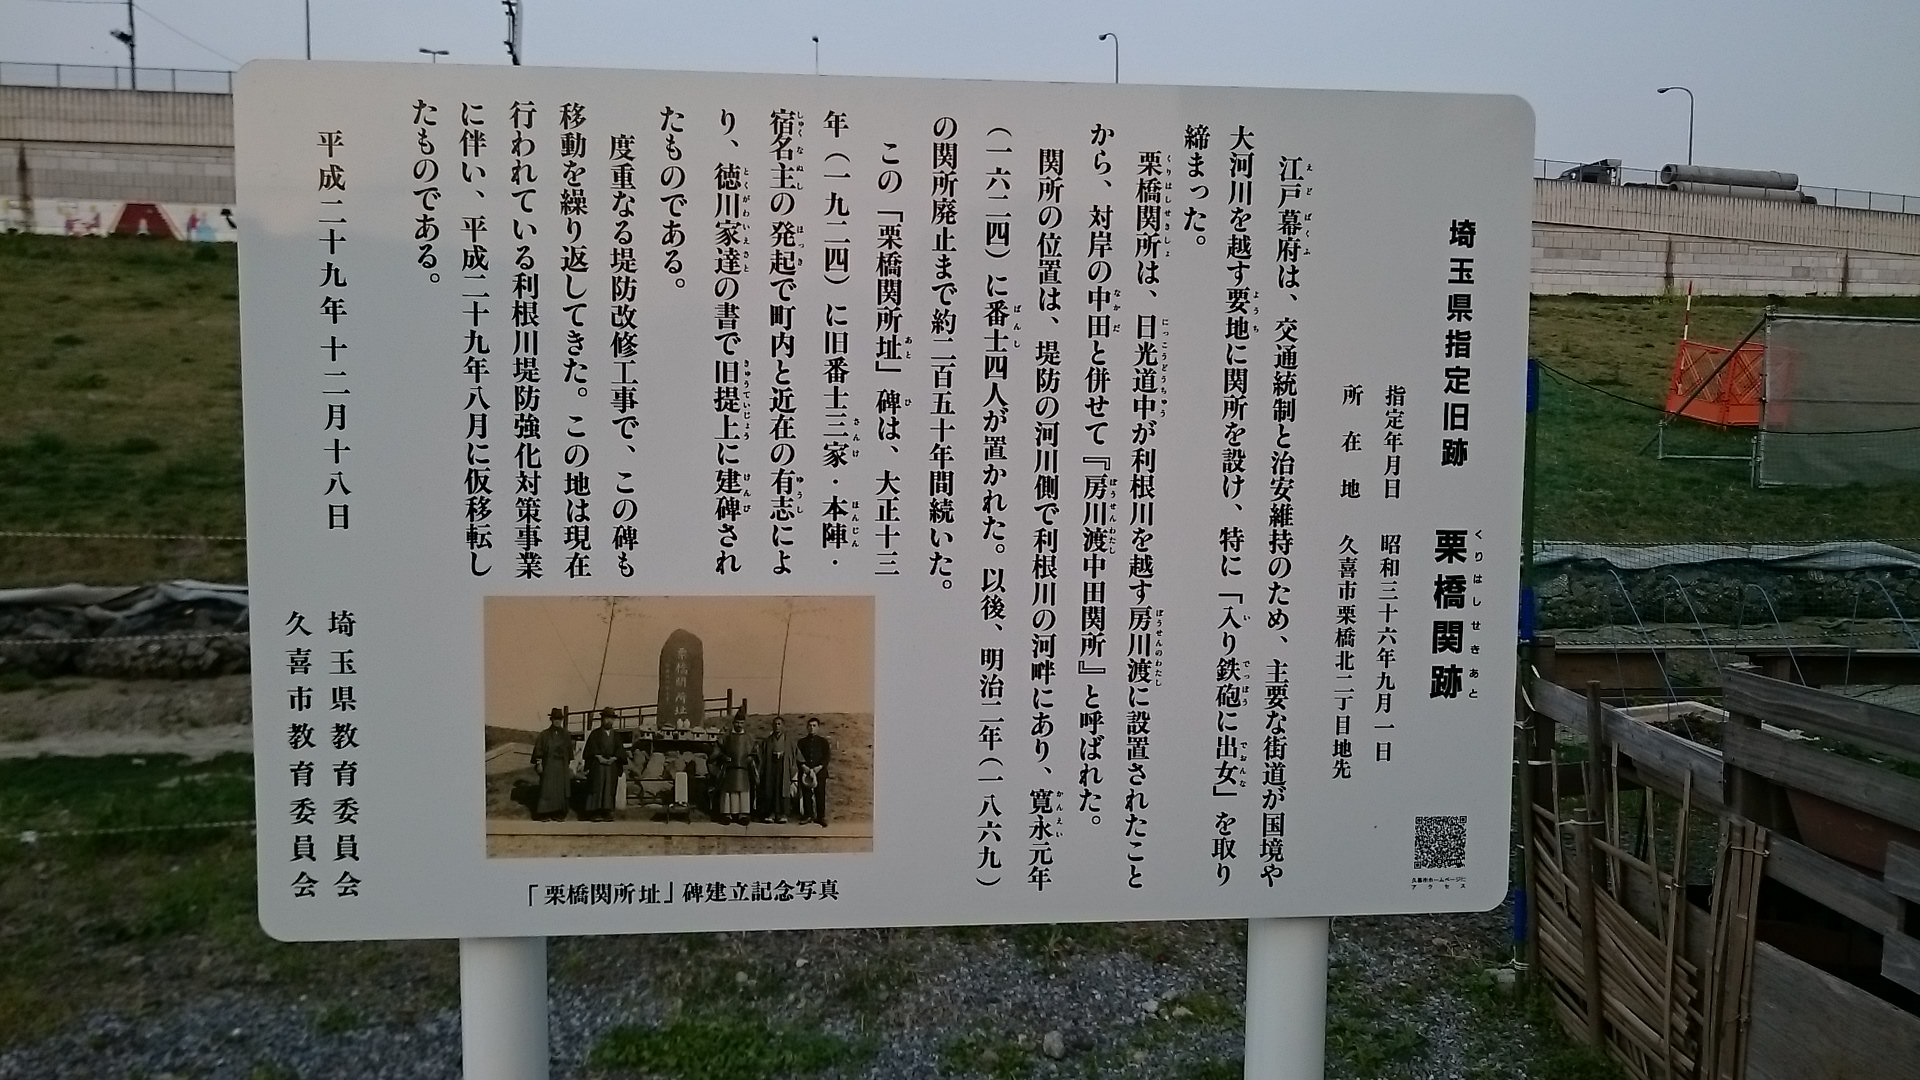 埼玉県指定旧跡　栗橋関跡
指定年月日　昭和三十六年九月一日
所在地　久喜市栗橋北二丁目地先
江戸幕府は、交通統制と治安維持のため、主要な街道が国境や
大河川を越す要地に関所を設け、特に「入り鉄砲に出女」を取り
締まった。
栗橋関所は、日光道中が利根川を越す房川渡に設置されたこと
から、対岸の中田と併せて『房川渡中田関所』と呼ばれた。
関所の位置は、堤防の河川側で利根川の河畔にあり、寛永元年
（一六二四）に番士四人が置かれた。以後、明治二年（一八六九）
の関所廃止まで約二百五十年間続いた。
この「栗橋関所址」碑は、大正十三
年（一九二四）に旧番士三家・本陣・
宿名主の発起で町内と近在の有志によ
り、徳川家達の書で旧提上に建碑され
たものである。
度重なる堤防改修工事で、この碑も
移動を繰り返してきた。この地は現在
行われている利根川堤防強化対策事業
に伴い、平成二十九年八月に仮移転し
たものである。
平成二十九年十二月十八日
埼玉県教育委員会
久喜市教育委員会
「栗橋関所址」碑建立記念写真
久喜市ホームページに
アクセス